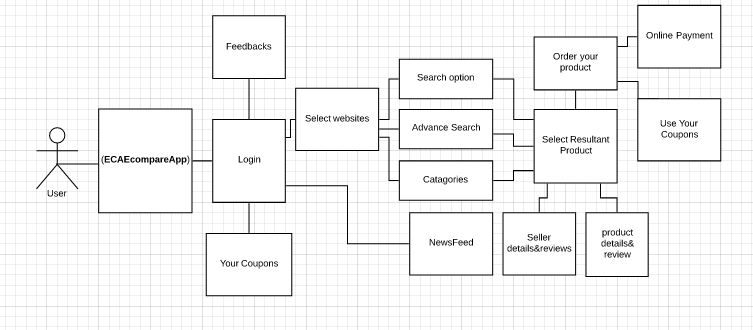 Feedbacks
User
(ECAEcompareApp)
Login
Your Coupons
Select websites
Search option
Advance Search
Catagories
NewsFeed
Order your
product
Online Payment
Use Your
Coupons
Select Resultant
Product
Seller
details&reviews
product
details&
review